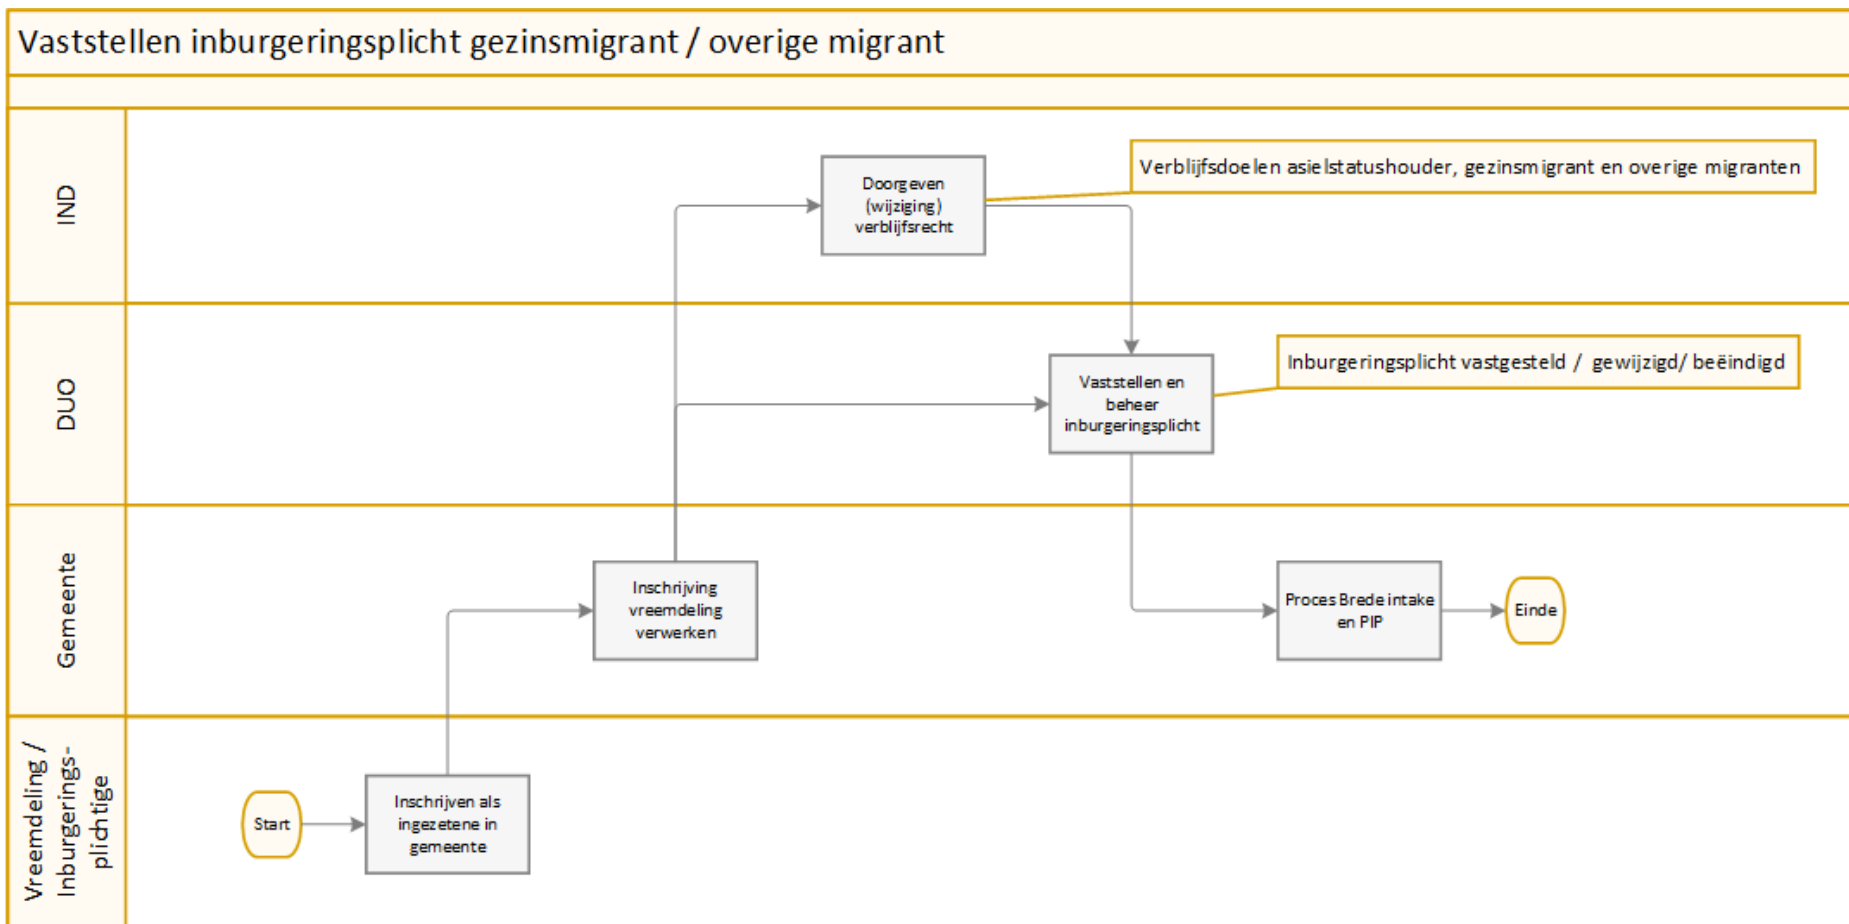 Vaststellen inburgeringsplicht gezinsmigrant / overige migrant
IND
Doorgeven
(wijziging)
verblijfsrecht
Verblijfsdoelen asielstatushouder, gezinsmigrant en overige migranten
DUO
Vaststellen en
beheer
inburgeringsplicht
Inburgeringsplicht vastgesteld / gewijzigd/ beëindigd
Gemeente
Inschrijving
vreemdeling
verwerken
Proces Brede intake
en PIP
Einde
Vreemdeling /
Inburgerings-
plichtige
Start
Inschrijven als
ingezetene in
gemeente